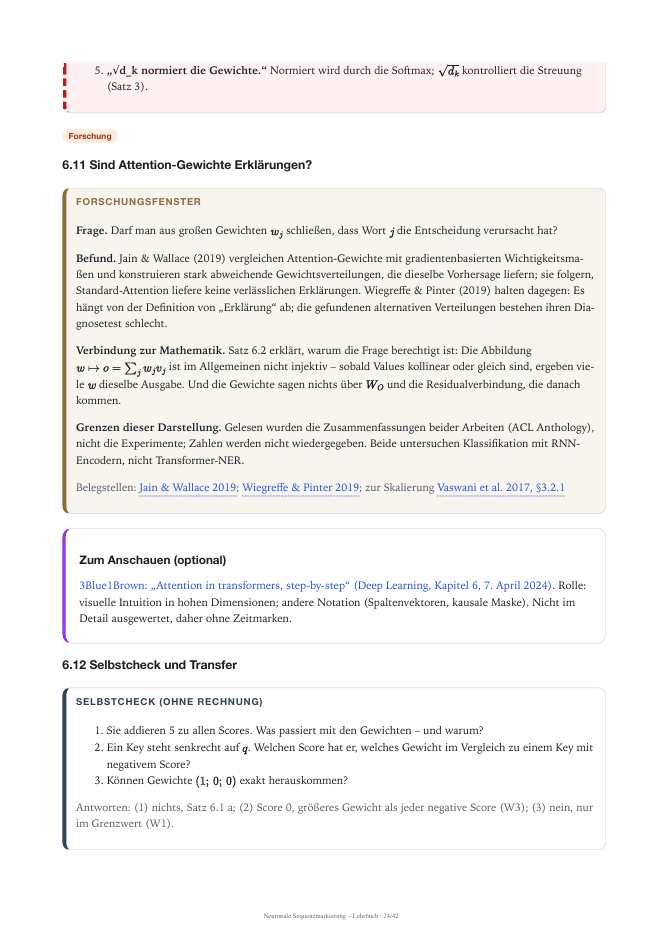 5. „√d_k normiert die Gewichte.“ Normiert wird durch die Softmax; √dₖ kontrolliert die Streuung
(Satz 3).
Forschung
6.11 Sind Attention-Gewichte Erklärungen?
FORSCHUNGSFENSTER
Frage. Darf man aus großen Gewichten wⱼ schließen, dass Wort j die Entscheidung verursacht hat?
Befund. Jain & Wallace (2019) vergleichen Attention-Gewichte mit gradientenbasierten Wichtigkeitsma-
ßen und konstruieren stark abweichende Gewichtsverteilungen, die dieselbe Vorhersage liefern; sie folgern,
Standard-Attention liefere keine verlässlichen Erklärungen. Wiegreffe & Pinter (2019) halten dagegen: Es
hängt von der Definition von „Erklärung“ ab; die gefundenen alternativen Verteilungen bestehen ihren Dia-
gnosetest schlecht.
Verbindung zur Mathematik. Satz 6.2 erklärt, warum die Frage berechtigt ist: Die Abbildung
w ↦ o = ∑ⱼ wⱼvⱼ ist im Allgemeinen nicht injektiv – sobald Values kollinear oder gleich sind, ergeben vie-
le w dieselbe Ausgabe. Und die Gewichte sagen nichts über W_O und die Residualverbindung, die danach
kommen.
Grenzen dieser Darstellung. Gelesen wurden die Zusammenfassungen beider Arbeiten (ACL Anthology),
nicht die Experimente; Zahlen werden nicht wiedergegeben. Beide untersuchen Klassifikation mit RNN-
Encodern, nicht Transformer-NER.
Belegstellen: Jain & Wallace 2019; Wiegreffe & Pinter 2019; zur Skalierung Vaswani et al. 2017, §3.2.1
Zum Anschauen (optional)
3Blue1Brown: „Attention in transformers, step-by-step“ (Deep Learning, Kapitel 6, 7. April 2024). Rolle:
visuelle Intuition in hohen Dimensionen; andere Notation (Spaltenvektoren, kausale Maske). Nicht im
Detail ausgewertet, daher ohne Zeitmarken.
6.12 Selbstcheck und Transfer
SELBSTCHECK (OHNE RECHNUNG)
1. Sie addieren 5 zu allen Scores. Was passiert mit den Gewichten – und warum?
2. Ein Key steht senkrecht auf q. Welchen Score hat er, welches Gewicht im Vergleich zu einem Key mit
negativem Score?
3. Können Gewichte (1; 0; 0) exakt herauskommen?
Antworten: (1) nichts, Satz 6.1 a; (2) Score 0, größeres Gewicht als jeder negative Score (W3); (3) nein, nur
im Grenzwert (W1).
Neuronale Sequenzmarkierung – Lehrbuch · 24/42